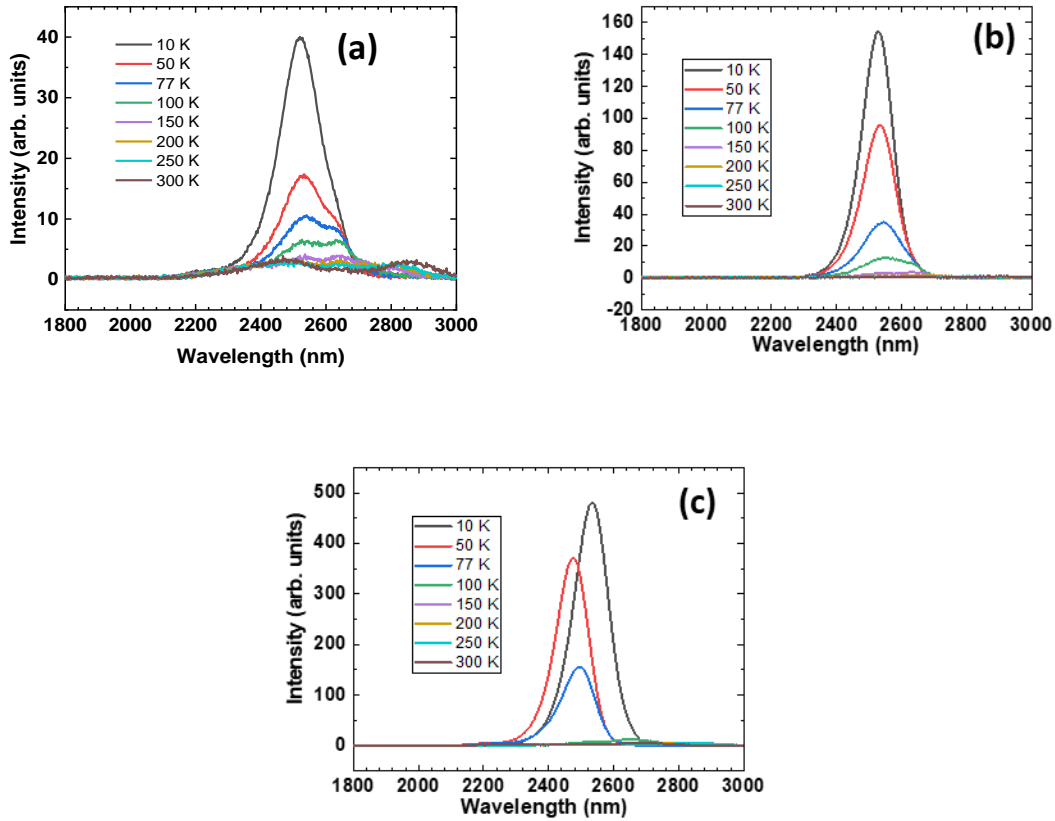 (a)
Intensity (arb. units)
40
30
20
10
0
10 K
50 K
77 K
100 K
150 K
200 K
250 K
300 K
1800 2000 2200 2400 2600 2800 3000
Wavelength (nm)
(b)
Intensity (arb. units)
160
140
120
100
80
60
40
20
0
-20
10 K
50 K
77 K
100 K
150 K
200 K
250 K
300 K
1800 2000 2200 2400 2600 2800 3000
Wavelength (nm)
(c)
Intensity (arb. units)
500
400
300
200
100
0
10 K
50 K
77 K
100 K
150 K
200 K
250 K
300 K
1800 2000 2200 2400 2600 2800 3000
Wavelength (nm)